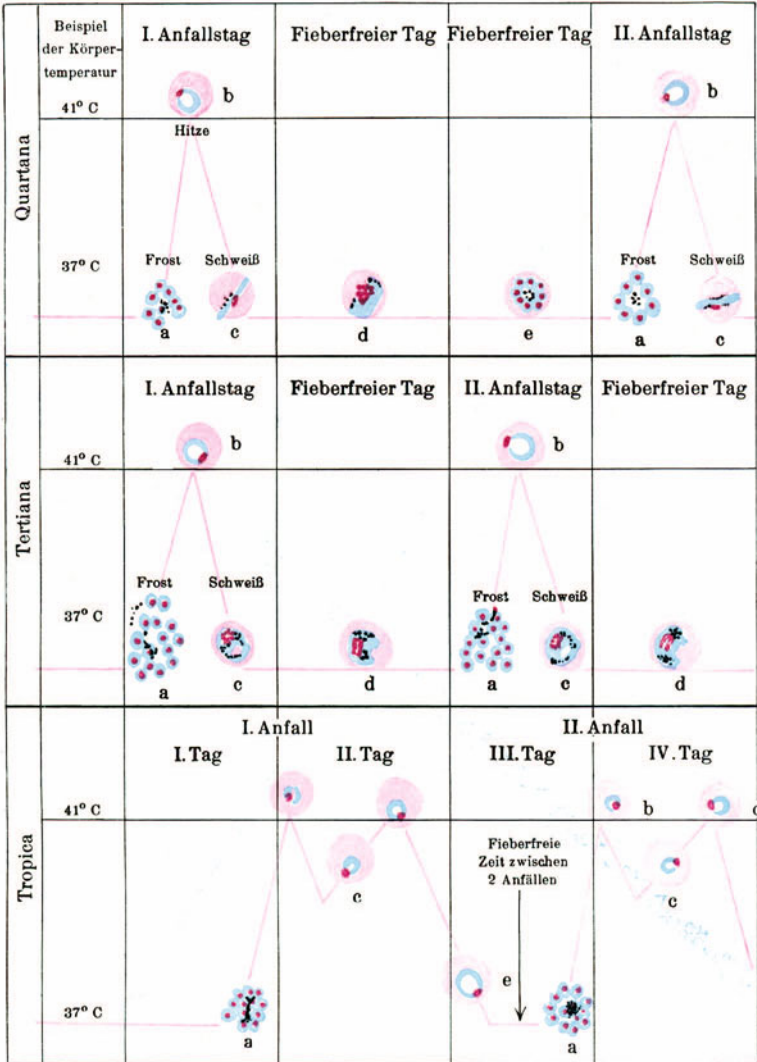 Quartana
Beispiel
der Körper-
temperatur
41° C
I. Anfallstag
Fieberfreier Tag
Fieberfreier Tag
II. Anfallstag
b
b
Hitze
37° C
Frost
Schweiß
Frost
Schweiß
a
c
d
e
a
c
Tertiana
I. Anfallstag
Fieberfreier Tag
II. Anfallstag
Fieberfreier Tag
b
b
41° C
37° C
Frost
Schweiß
Frost
Schweiß
a
c
d
a
c
d
Tropica
I. Anfall
II. Anfall
I. Tag
II. Tag
III. Tag
IV. Tag
41° C
b
Fieberfreie
Zeit zwischen
2 Anfällen
c
c
37° C
e
a
a